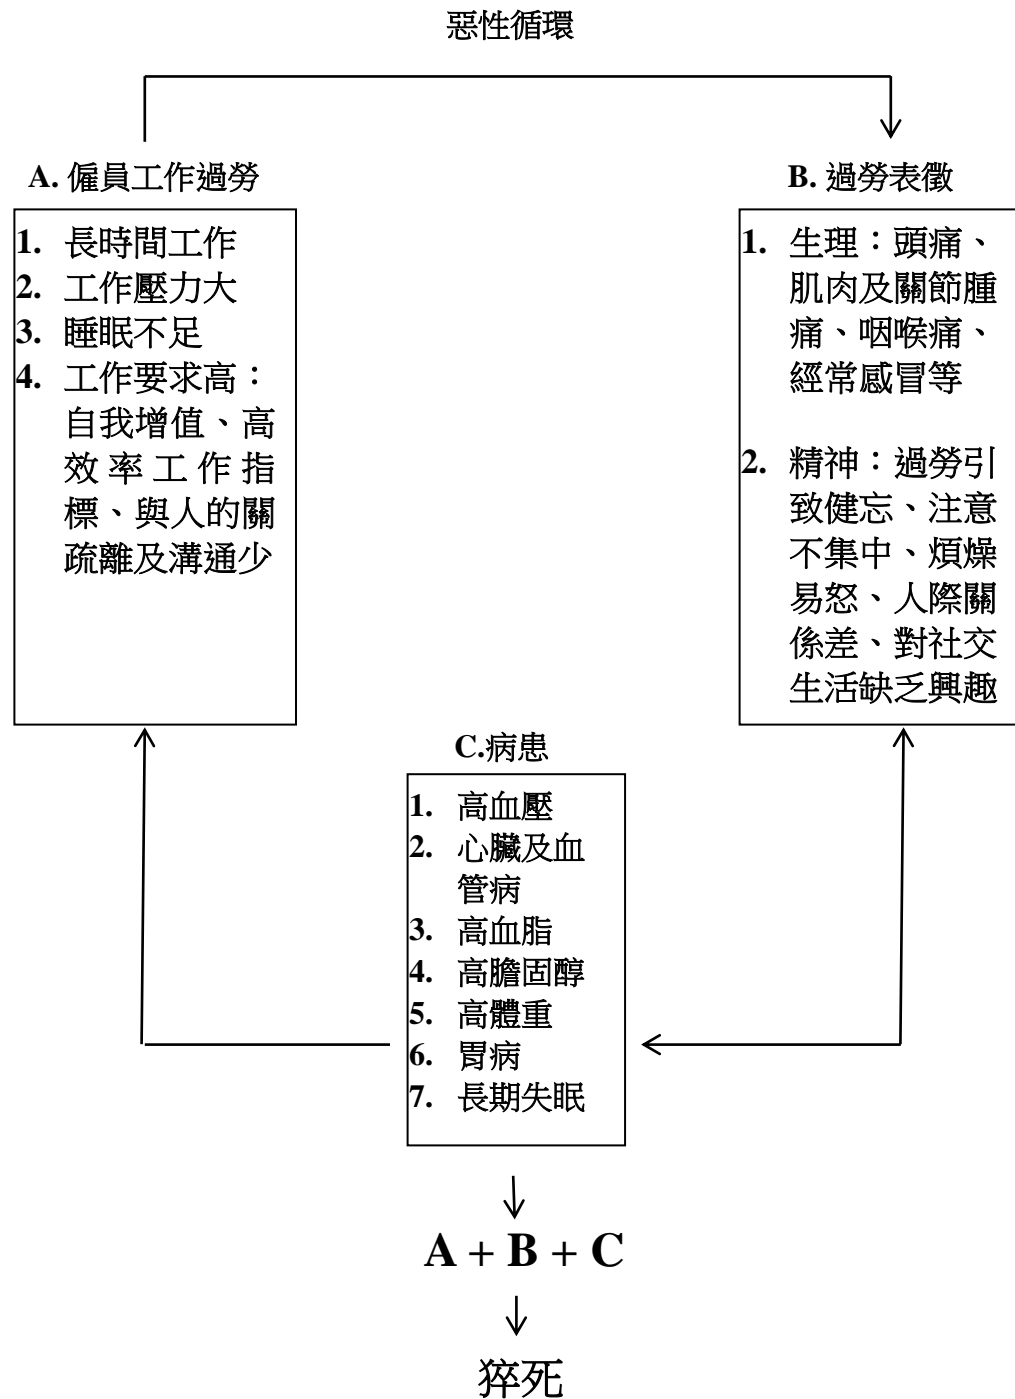 惡性循環
A. 僱員工作過勞
1. 長時間工作
2. 工作壓力大
3. 睡眠不足
4. 工作要求高：
自我增值、高
效率工作指
標、與人的關
疏離及溝通少
B. 過勞表徵
1. 生理：頭痛、
肌肉及關節腫
痛、咽喉痛、
經常感冒等
2. 精神：過勞引
致健忘、注意
不集中、煩燥
易怒、人際關
係差、對社交
生活缺乏興趣
C.病患
1. 高血壓
2. 心臟及血
管病
3. 高血脂
4. 高膽固醇
5. 高體重
6. 胃病
7. 長期失眠
A + B + C
猝死